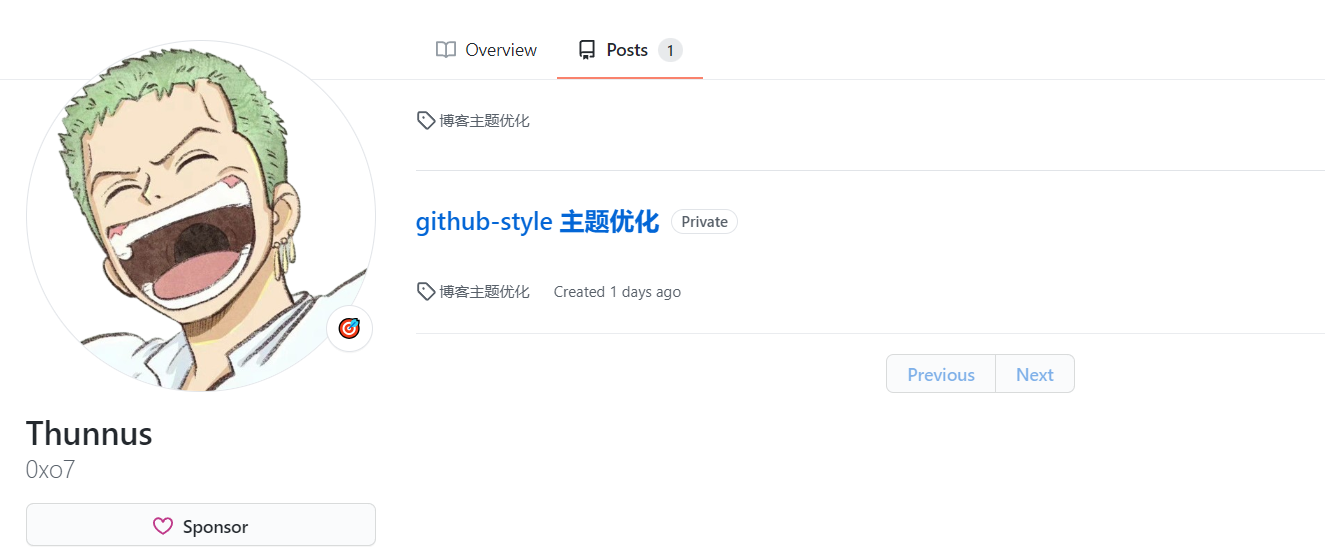 Overview Posts 1
博客主题优化
github-style 主题优化 Private
博客主题优化 Created 1 days ago
Previous Next
Thunnus
0xo7
Sponsor